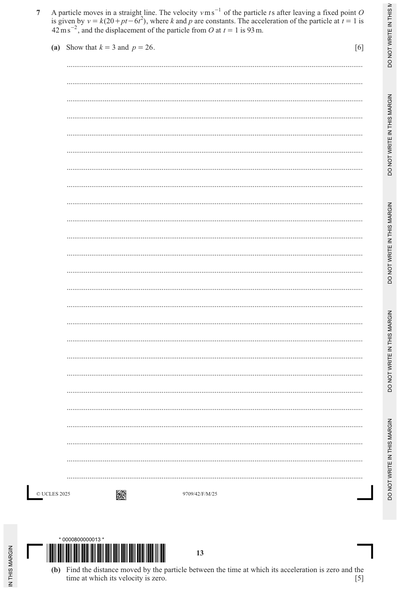 7 A particle moves in a straight line. The velocity v m s⁻¹ of the particle t s after leaving a fixed point O
is given by v = k(20 + pt − 6t²), where k and p are constants. The acceleration of the particle at t = 1 is
42 m s⁻², and the displacement of the particle from O at t = 1 is 93 m.
(a) Show that k = 3 and p = 26. [6]
DO NOT WRITE IN THIS MARGIN
DO NOT WRITE IN THIS MARGIN
DO NOT WRITE IN THIS MARGIN
DO NOT WRITE IN THIS MARGIN
DO NOT WRITE IN THIS MARGIN
© UCLES 2025 9709/42/F/M/25
* 0000800000013 *
13
IN THIS MARGIN
(b) Find the distance moved by the particle between the time at which its acceleration is zero and the
time at which its velocity is zero. [5]